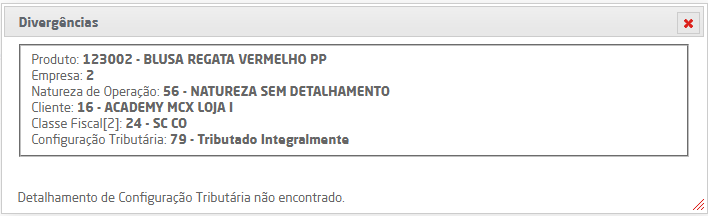 Divergências
Produto: 123002 - BLUSA REGATA VERMELHO PP
Empresa: 2
Natureza de Operação: 56 - NATUREZA SEM DETALHAMENTO
Cliente: 16 - ACADEMY MCX LOJA I
Classe Fiscal[2]: 24 - SC CO
Configuração Tributária: 79 - Tributado Integralmente
Detalhamento de Configuração Tributária não encontrado.